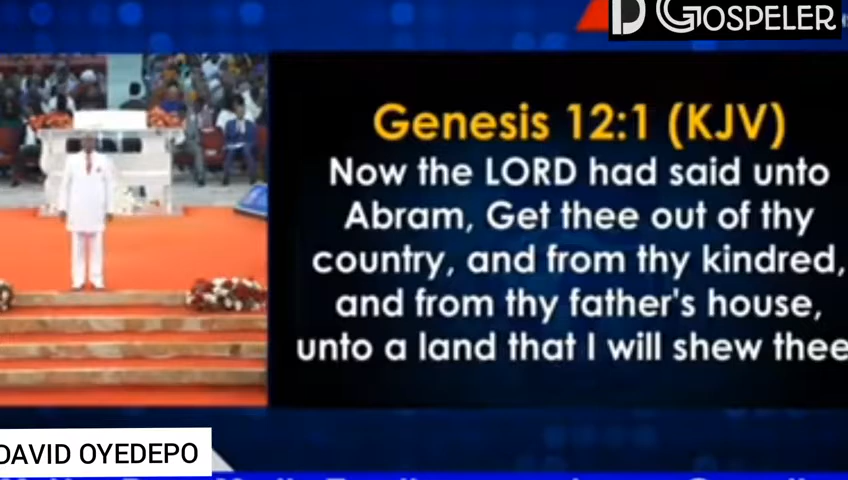 GOSPELER
Genesis 12:1 (KJV)
Now the LORD had said unto
Abram, Get thee out of thy
country, and from thy kindred,
and from thy father's house,
unto a land that I will shew thee
DAVID OYEDEPO